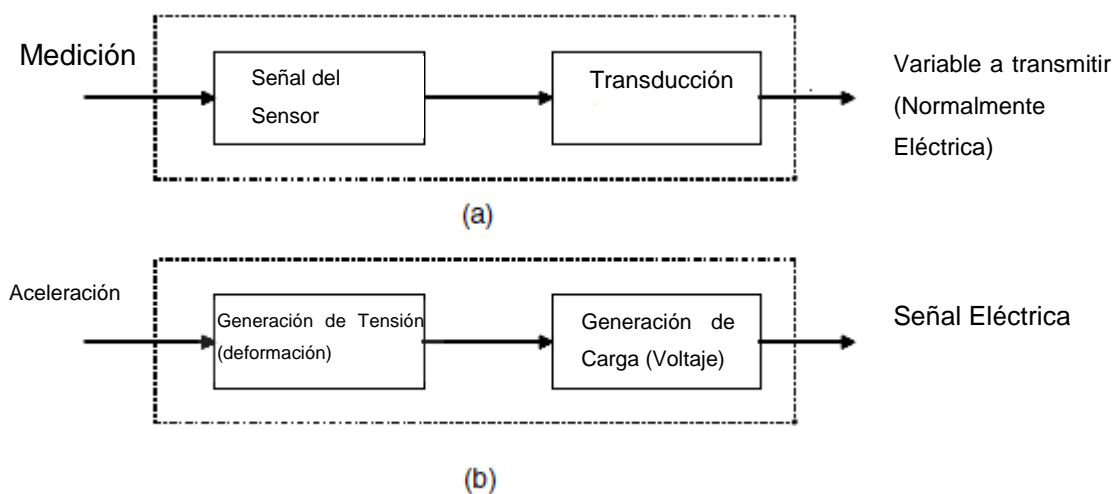 Medición
Señal del
Sensor
Transducción
Variable a transmitir
(Normalmente
Eléctrica)
(a)
Aceleración
Generación de Tensión
(deformación)
Generación de
Carga (Voltaje)
Señal Eléctrica
(b)